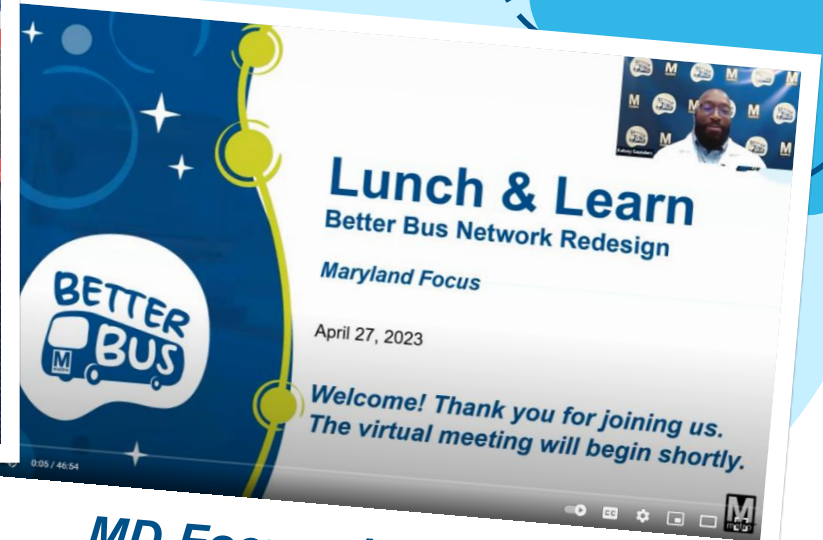 Lunch & Learn
Better Bus Network Redesign
Maryland Focus
April 27, 2023
Welcome! Thank you for joining us.
The virtual meeting will begin shortly.
BETTER
BUS
M
0:05 / 46:54
CC
M